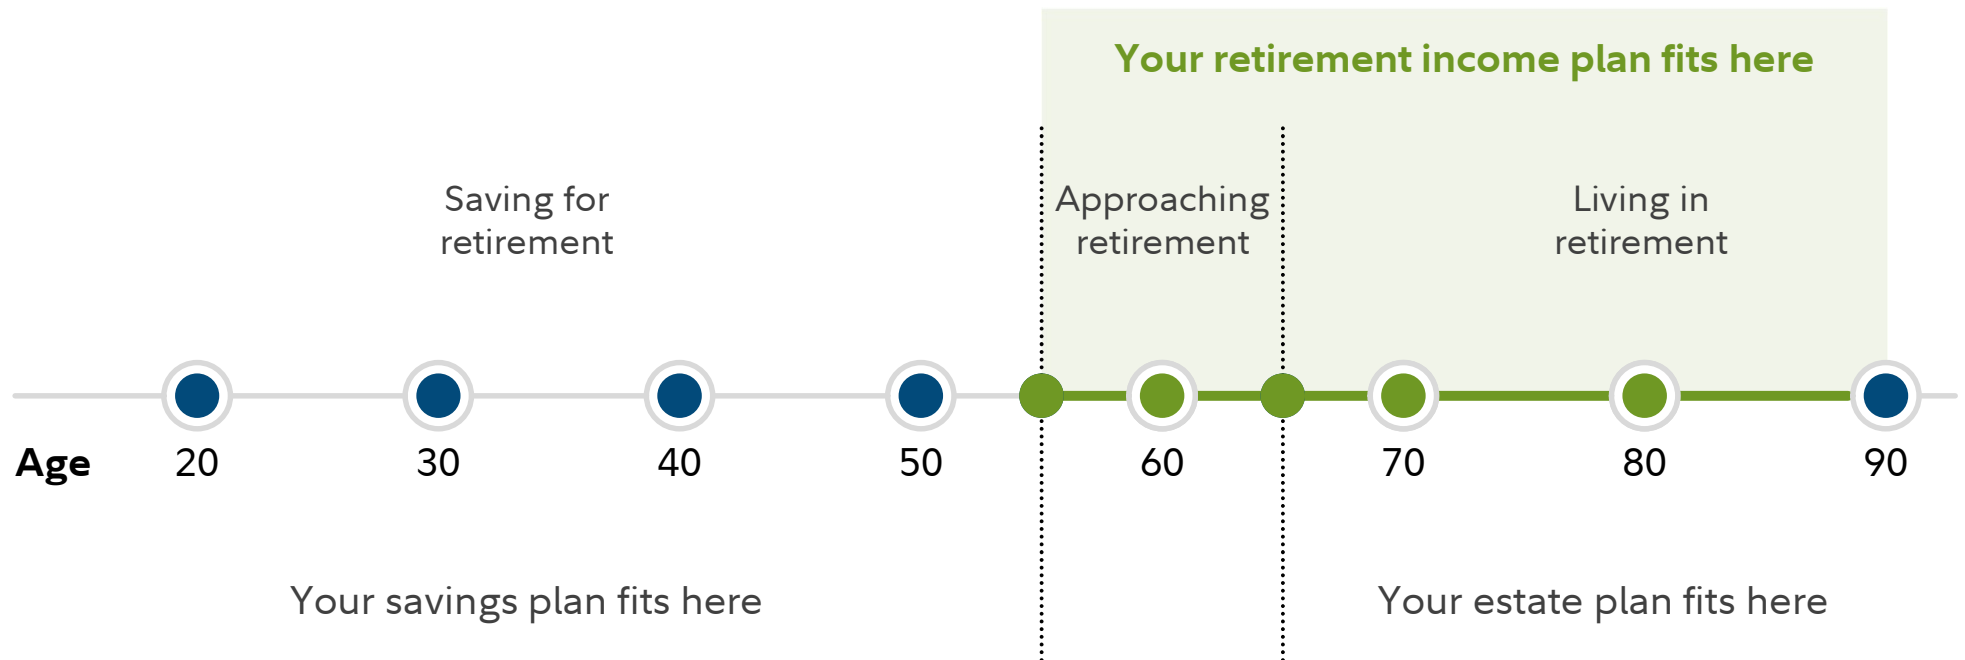 Your retirement income plan fits here
Saving for
retirement
Approaching
retirement
Living in
retirement
Age 20 30 40 50 60 70 80 90
Your savings plan fits here
Your estate plan fits here